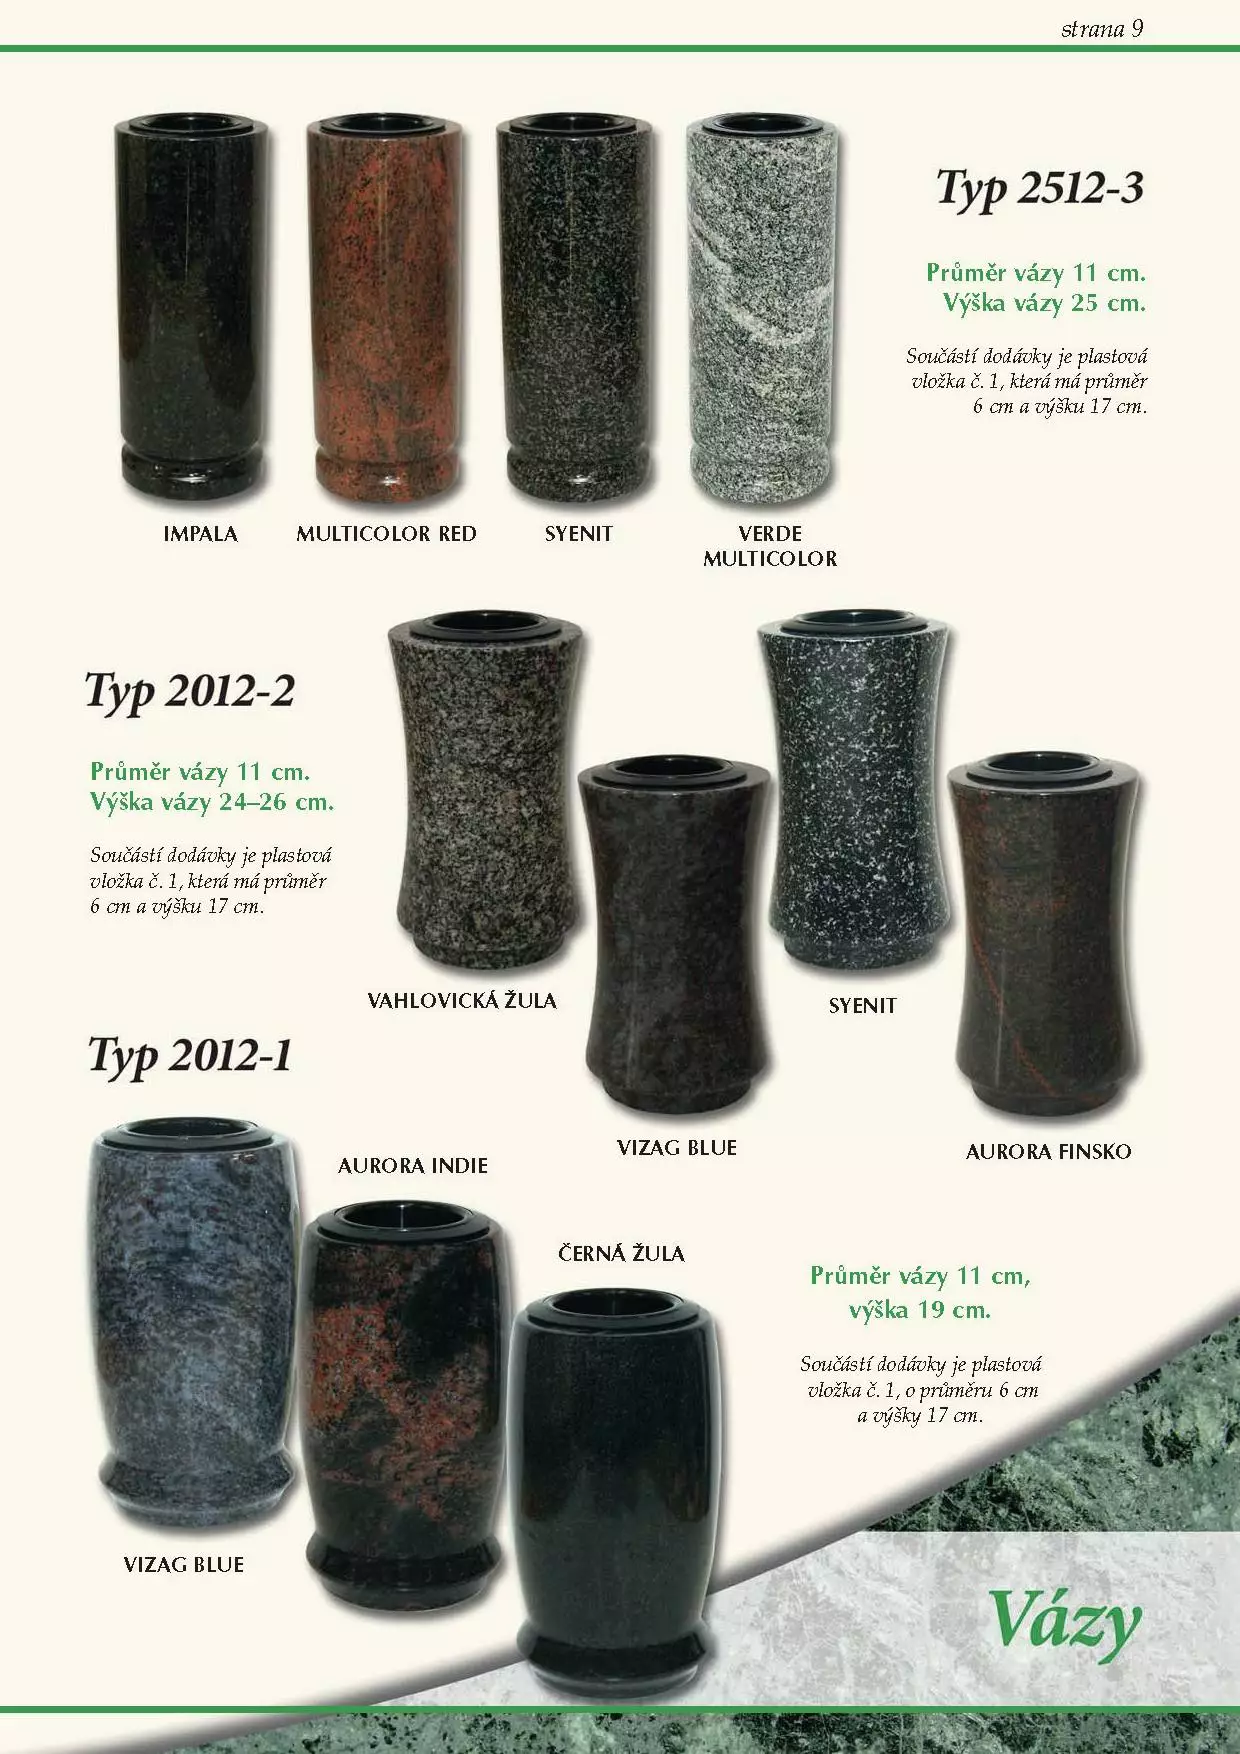 strana 9
Typ 2512-3
Průměr vázy 11 cm.
Výška vázy 25 cm.
Součástí dodávky je plastová
vložka č. 1, která má průměr
6 cm a výšku 17 cm.
IMPALA
MULTICOLOR RED
SYENIT
VERDE
MULTICOLOR
Typ 2012-2
Průměr vázy 11 cm.
Výška vázy 24–26 cm.
Součástí dodávky je plastová
vložka č. 1, která má průměr
6 cm a výšku 17 cm.
VAHLOVICKÁ ŽULA
SYENIT
VIZAG BLUE
AURORA FINSKO
Typ 2012-1
AURORA INDIE
ČERNÁ ŽULA
VIZAG BLUE
Průměr vázy 11 cm,
výška 19 cm.
Součástí dodávky je plastová
vložka č. 1, o průměru 6 cm
a výšky 17 cm.
Vázy